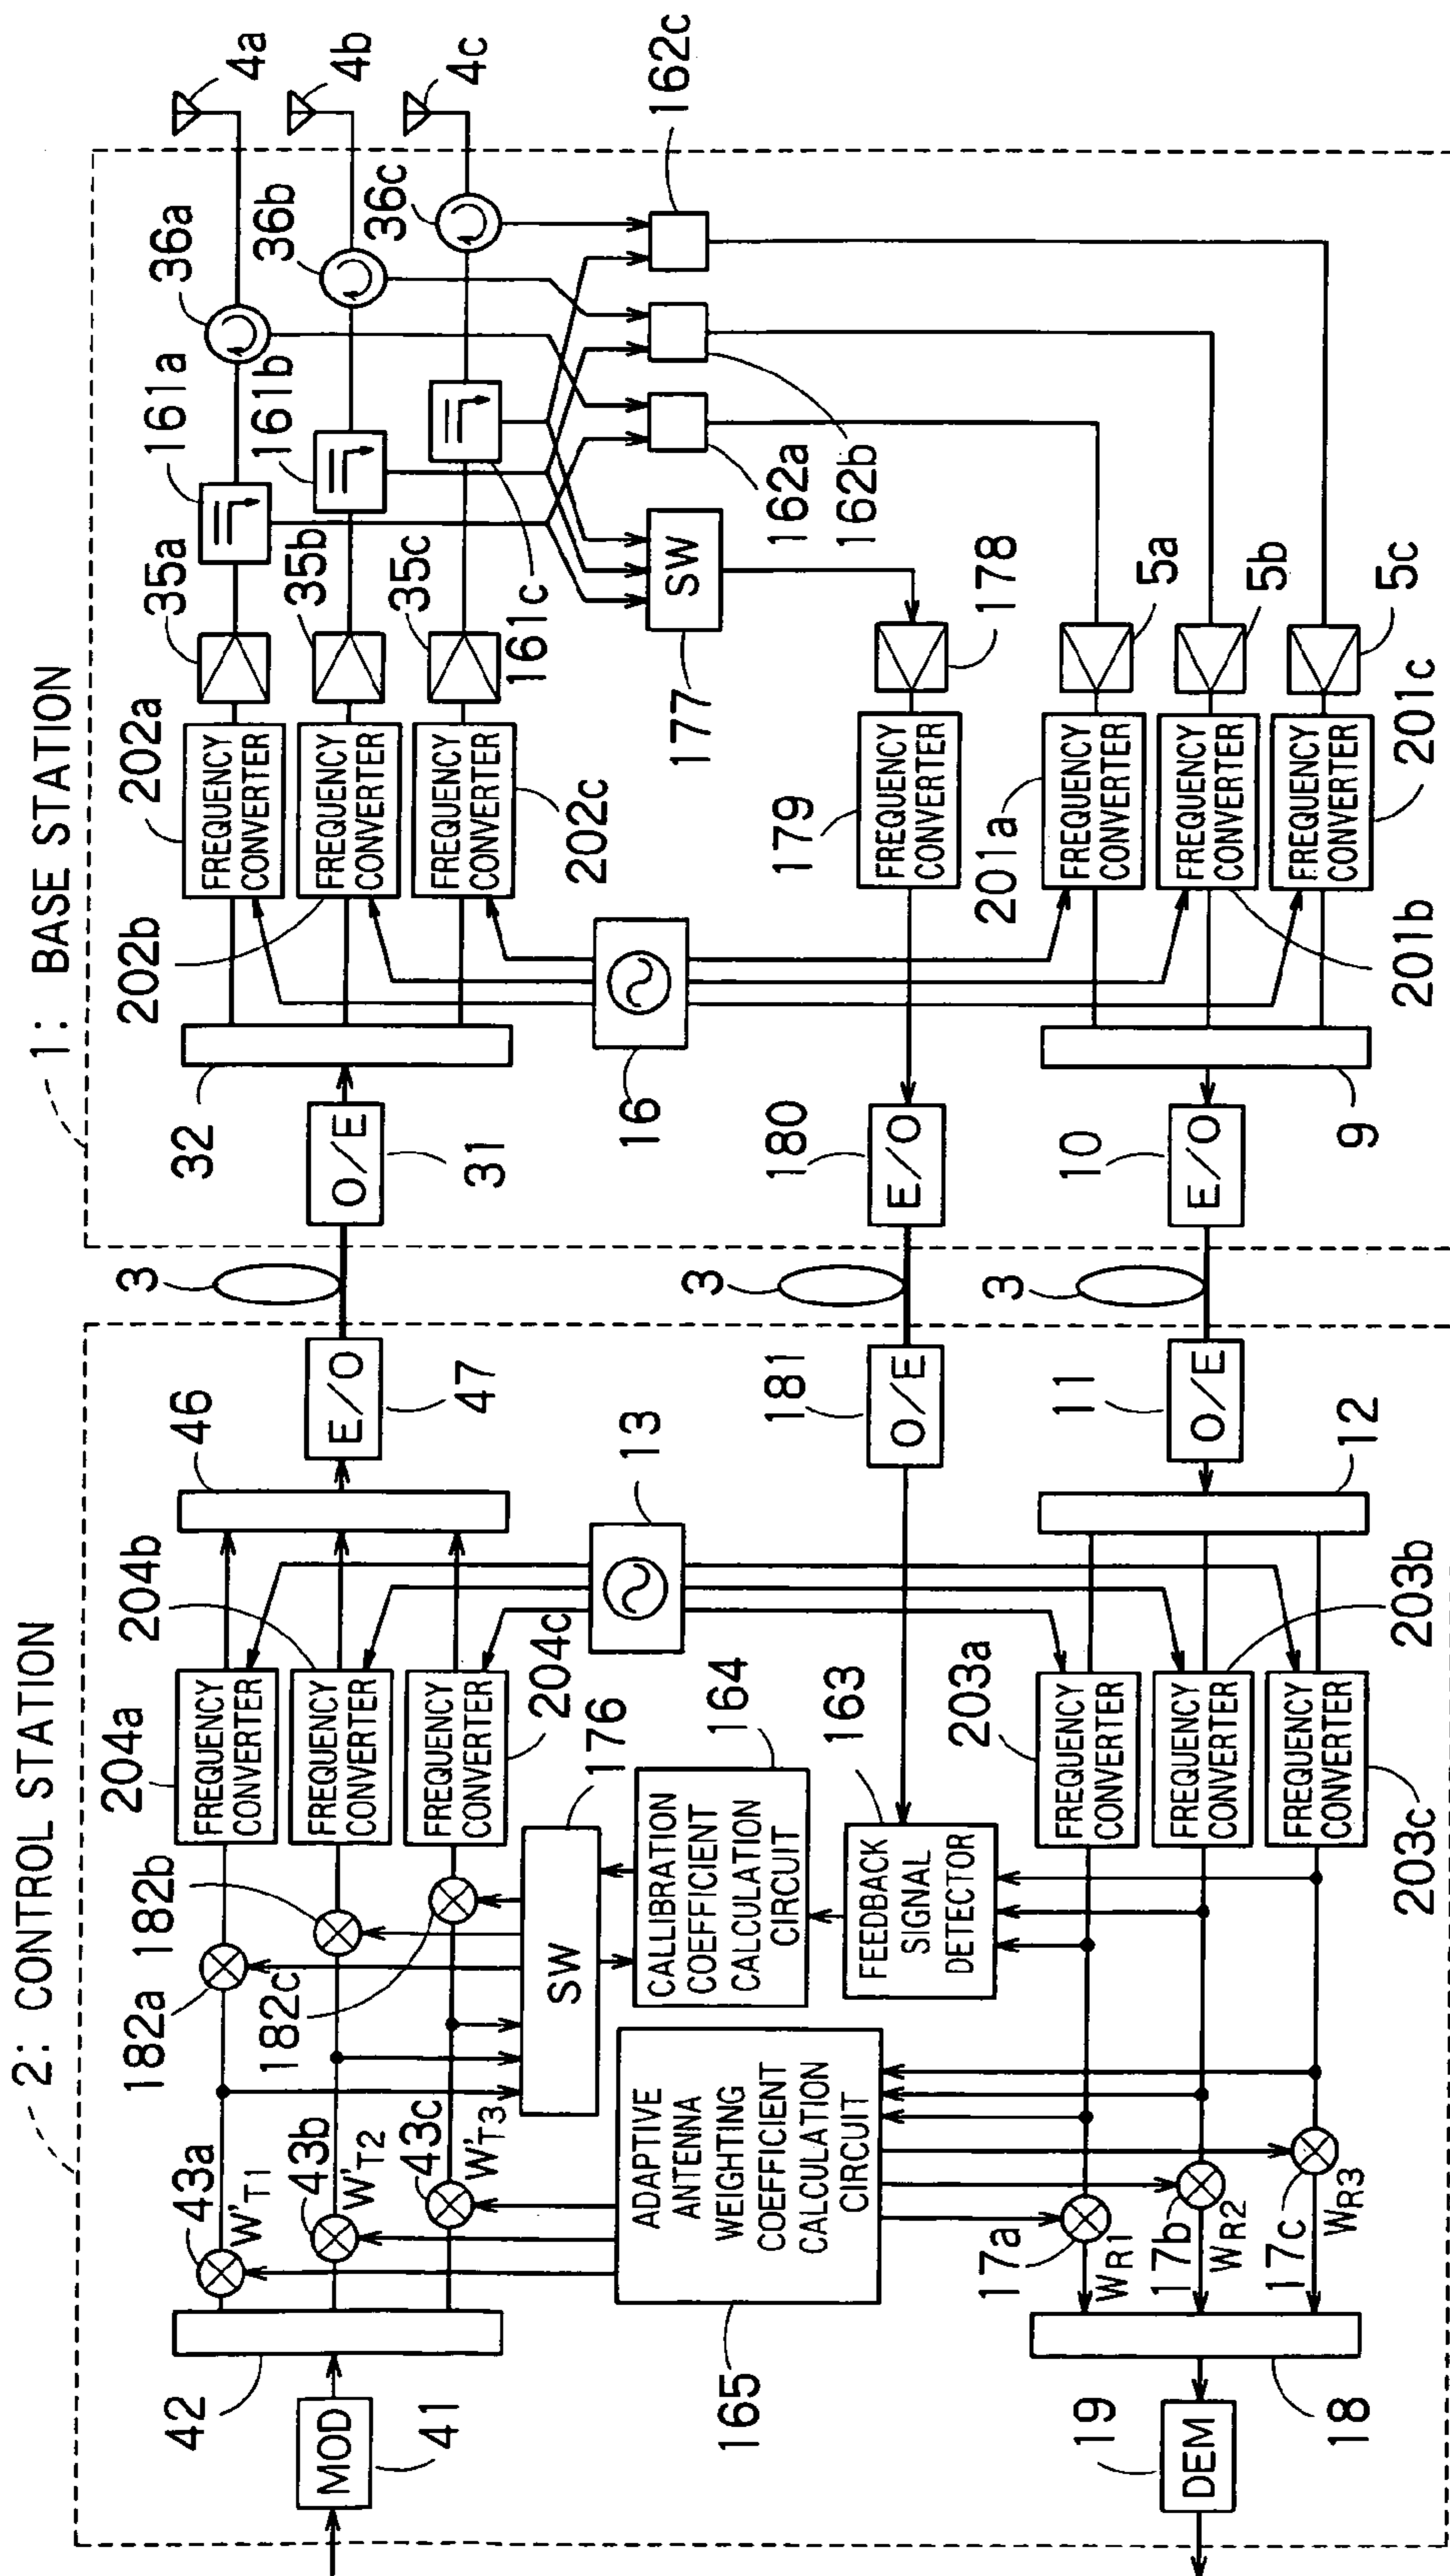 1: BASE STATION
4a
4b
4c
36a
36b
36c
162c
161a
161b
161c
162a
162b
35a
35b
35c
SW
177
178
202a
202b
202c
FREQUENCY
CONVERTER
FREQUENCY
CONVERTER
FREQUENCY
CONVERTER
179
FREQUENCY
CONVERTER
5a
5b
5c
201a
201b
201c
FREQUENCY
CONVERTER
FREQUENCY
CONVERTER
FREQUENCY
CONVERTER
16
32
O/E
31
180
E/O
10
E/O
9
3
3
3
2: CONTROL STATION
46
E/O
47
13
181
O/E
11
O/E
12
204a
204b
204c
FREQUENCY
CONVERTER
FREQUENCY
CONVERTER
FREQUENCY
CONVERTER
176
164
163
203a
203b
203c
FREQUENCY
CONVERTER
FREQUENCY
CONVERTER
FREQUENCY
CONVERTER
182a
182b
182c
SW
CALLIBRATION
COEFFICIENT
CALCULATION
CIRCUIT
FEEDBACK
SIGNAL
DETECTOR
43a
W'T1
43b
W'T2
43c
W'T3
ADAPTIVE
ANTENNA
WEIGHTING
COEFFICIENT
CALCULATION
CIRCUIT
165
17a
WR1
17b
WR2
17c
WR3
42
MOD
41
19
DEM
18